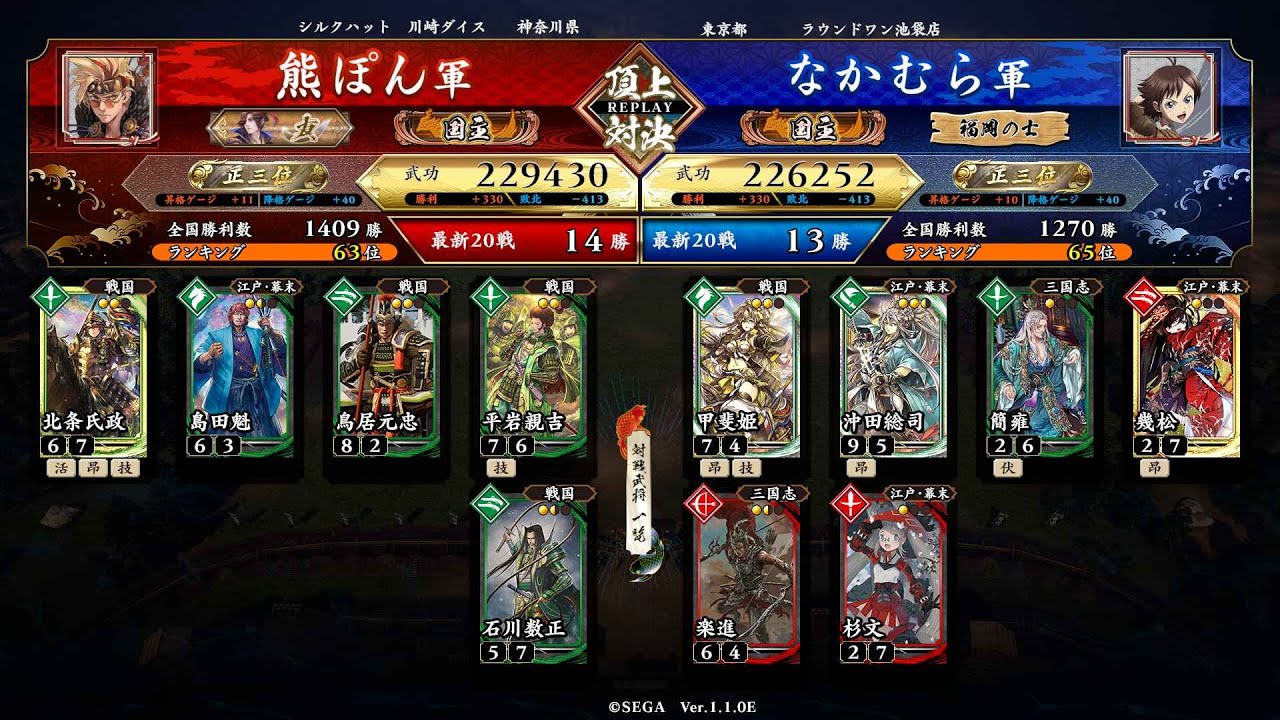 シルクハット 川崎ダイス 神奈川県
東京都 ラウンドワン池袋店
熊ぽん軍
頂上
REPLAY
対決
なかむら軍
国主
国主
福岡の士
正三位
昇格ゲージ +11 降格ゲージ +40
武功 229430
勝利 +330 敗北 -413
武功 226252
勝利 +330 敗北 -413
正三位
昇格ゲージ +10 降格ゲージ +40
全国勝利数 1409勝
ランキング 63位
最新20戦 14勝
最新20戦 13勝
全国勝利数 1270勝
ランキング 65位
戦国
北条氏政
6 7
活 昂 技
江戸・幕末
島田魁
6 3
戦国
鳥居元忠
8 2
戦国
平岩親吉
7 6
技
対戦武将一覧
戦国
甲斐姫
7 4
昂 技
江戸・幕末
沖田総司
9 5
昂
三国志
簡雍
2 6
伏
江戸・幕末
幾松
2 7
昂
戦国
石川数正
5 7
三国志
楽進
6 4
江戸・幕末
杉文
2 7
©SEGA Ver.1.1.0E